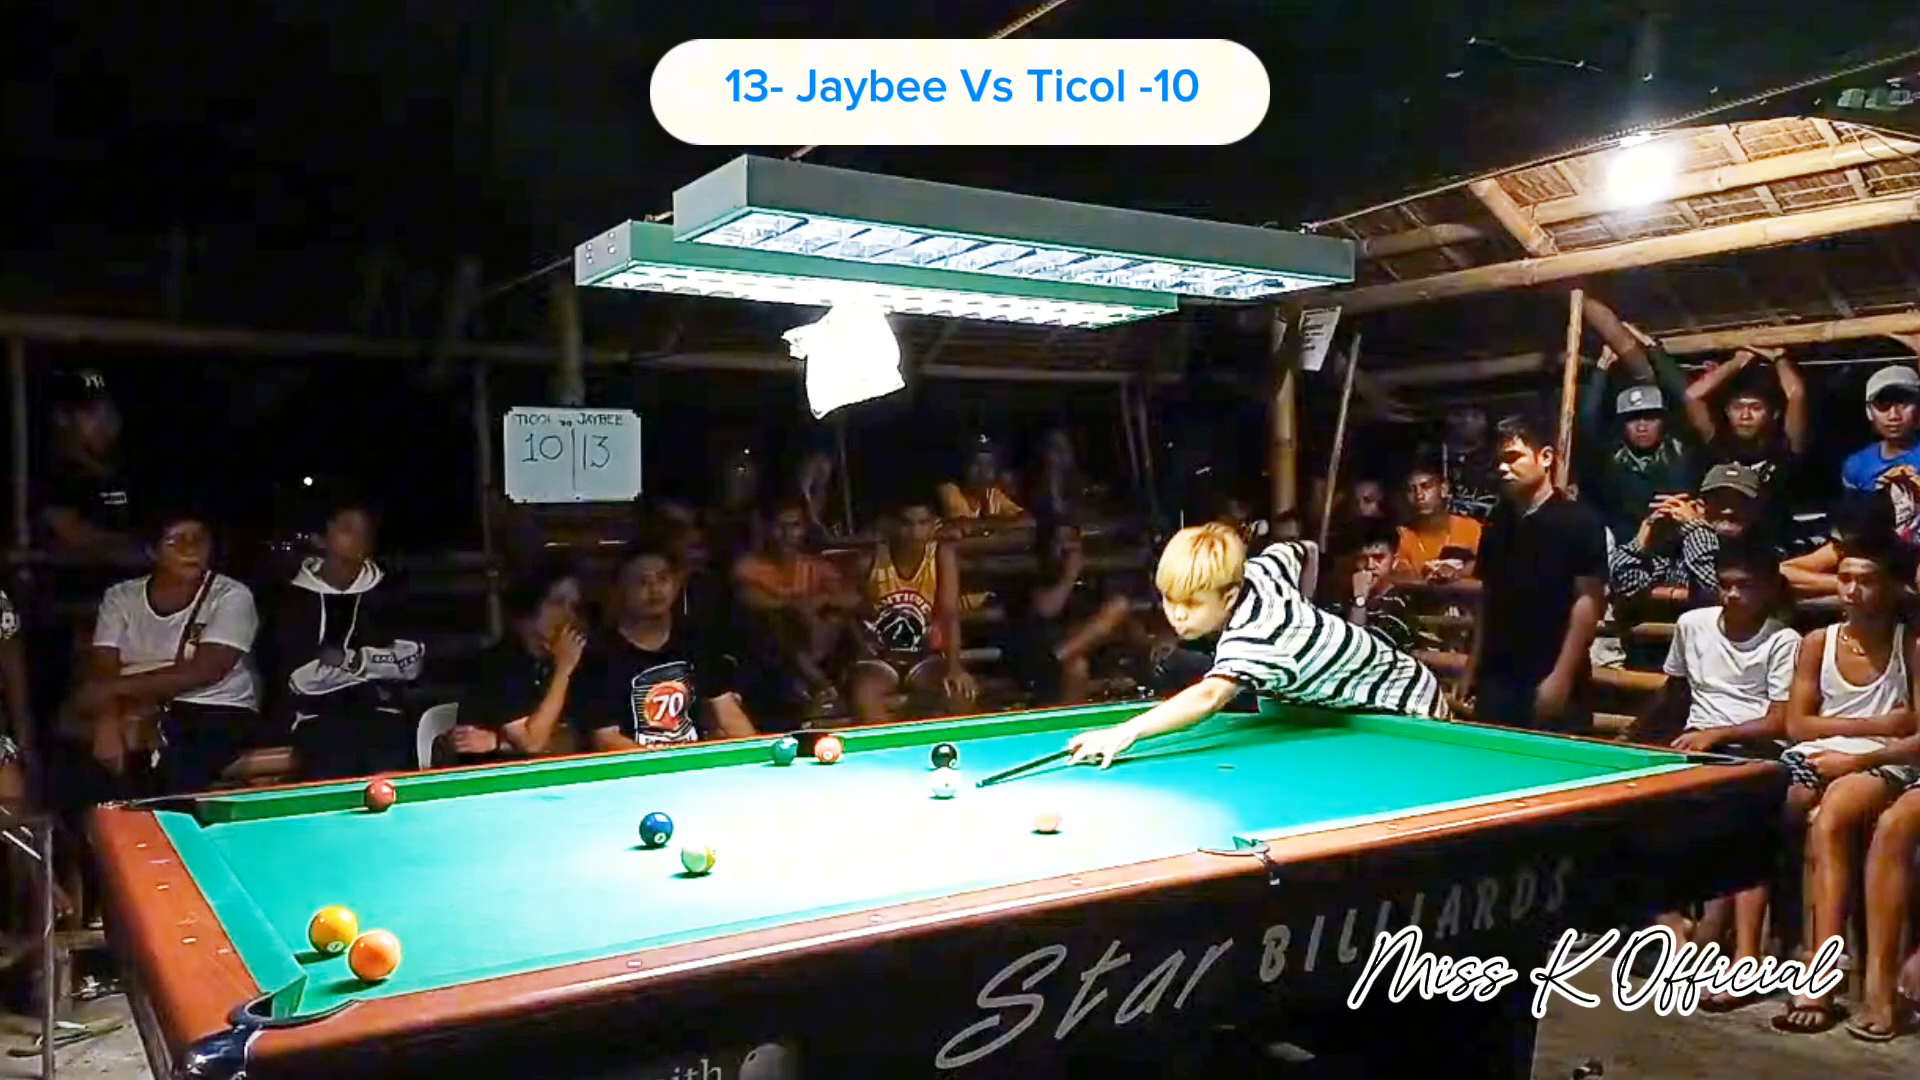 13- Jaybee Vs Ticol -10
TICOL vs JAYBEE
10 | 13
70
Star BILLIARDS
Miss K Official